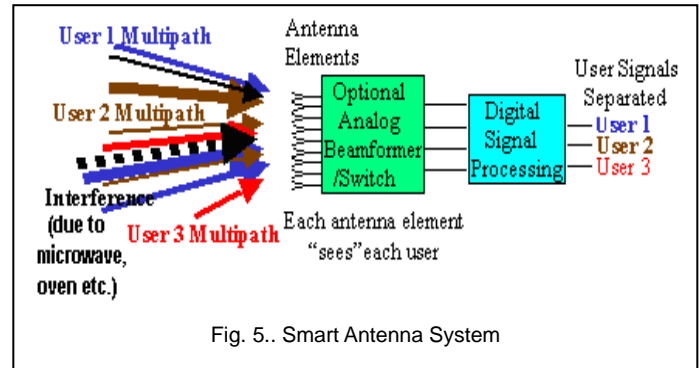 User 1 Multipath
User 2 Multipath
Interference
(due to
microwave,
oven etc.)
User 3 Multipath
Antenna
Elements
Optional
Analog
Beamformer
/Switch
Each antenna element
“sees” each user
Digital
Signal
Processing
User Signals
Separated
User 1
User 2
User 3
Fig. 5.. Smart Antenna System